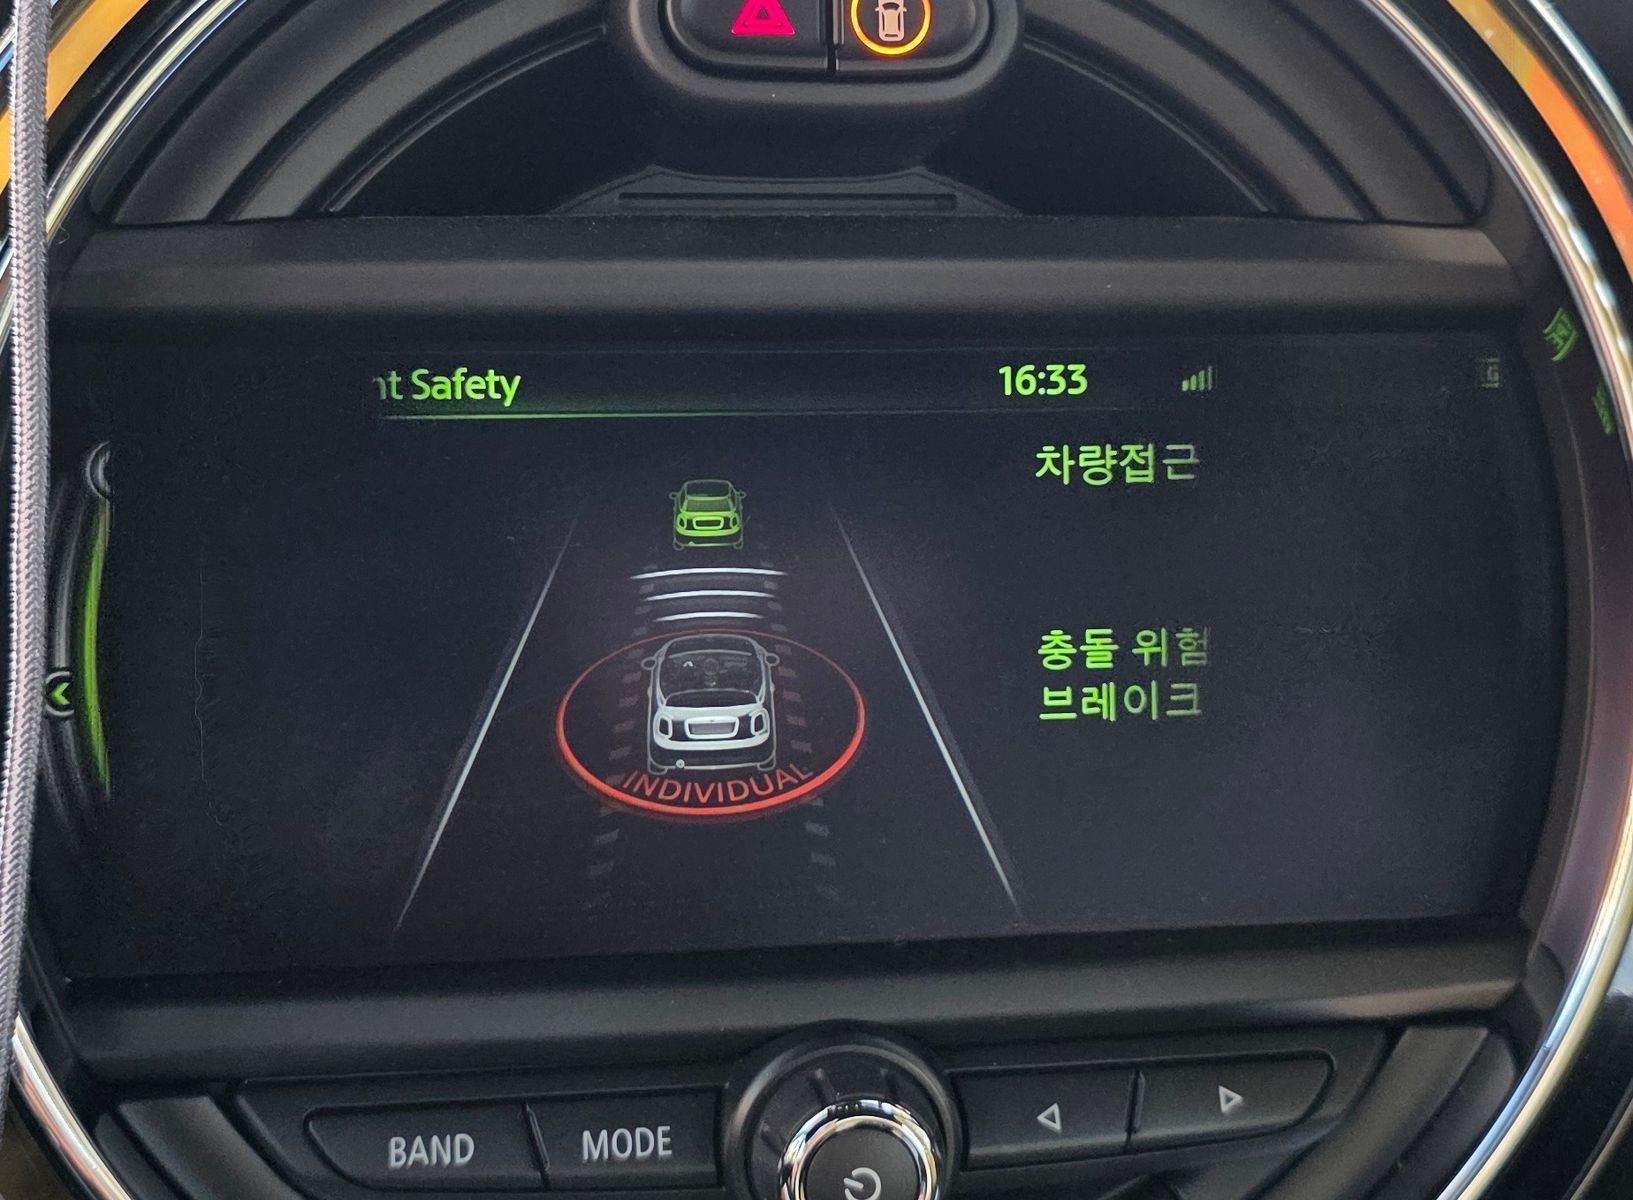 nt Safety 16:33
차량접근
충돌 위험
브레이크
INDIVIDUAL
BAND MODE